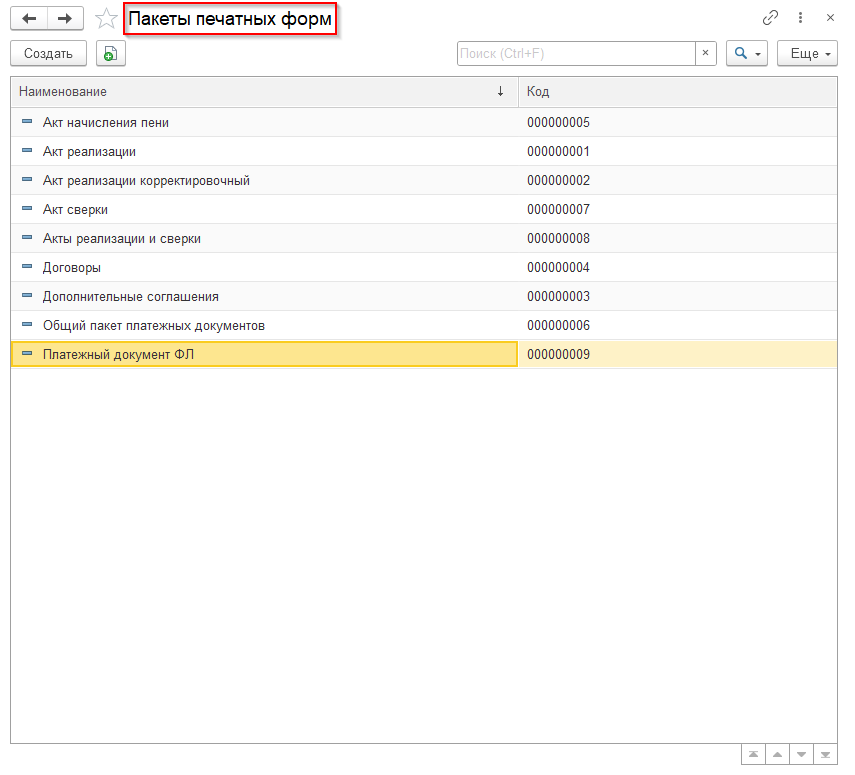 Пакеты печатных форм
Создать
Поиск (Ctrl+F)
×
Еще
Наименование ↓ Код
Акт начисления пени 000000005
Акт реализации 000000001
Акт реализации корректировочный 000000002
Акт сверки 000000007
Акты реализации и сверки 000000008
Договоры 000000004
Дополнительные соглашения 000000003
Общий пакет платежных документов 000000006
Платежный документ ФЛ 000000009